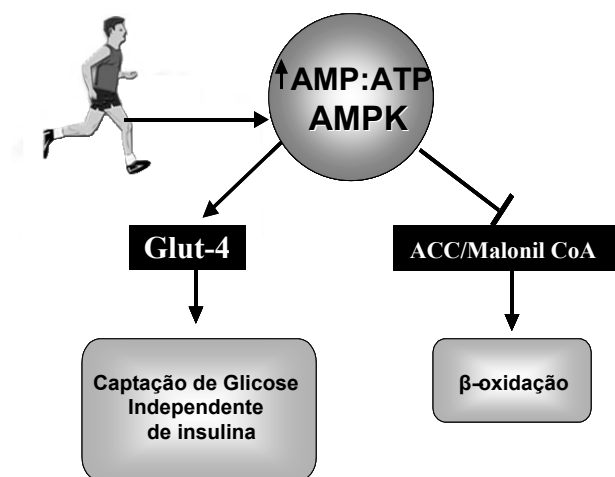 ↑AMP:ATP
AMPK
Glut-4
ACC/Malonil CoA
Captação de Glicose
Independente
de insulina
β-oxidação